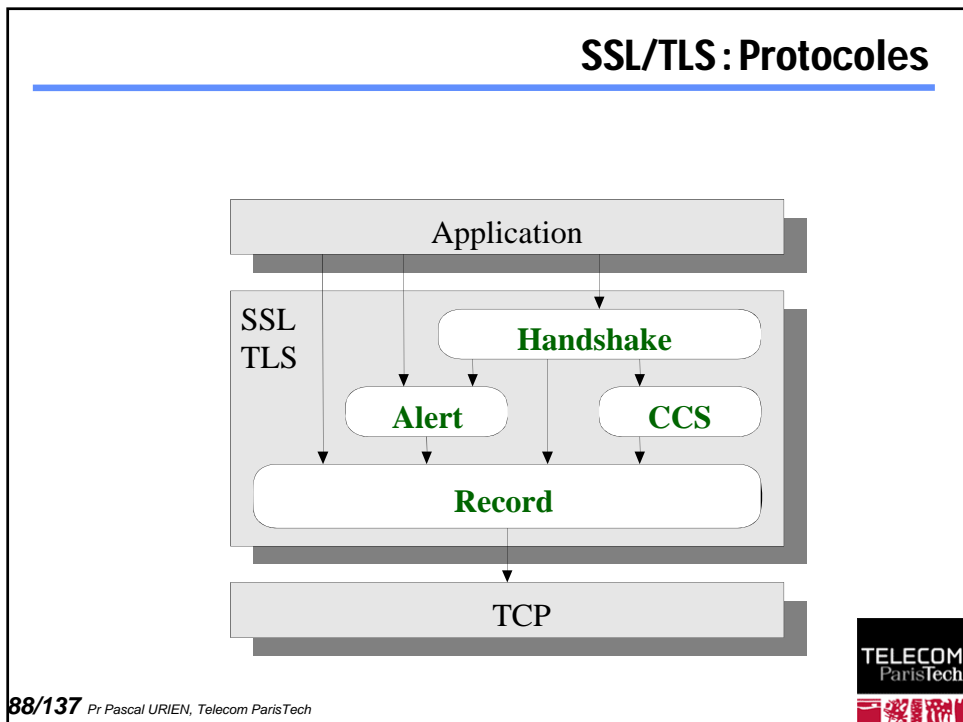 SSL/TLS : Protocoles
Application
SSL
TLS
Handshake
Alert
CCS
Record
TCP
TELECOM
ParisTech
88/137 Pr Pascal URIEN, Telecom ParisTech